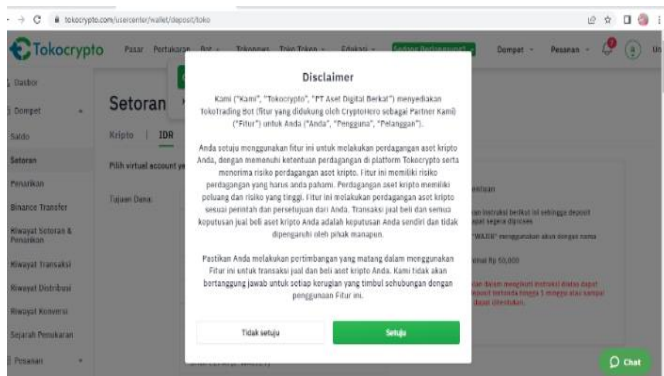 tokocrypto.com/usercenter/wallet/deposit/toko
Tokocrypto
Pasar
Dompet
Pesanan
Dasbor
Dompet
Saldo
Setoran
Penarikan
Binance Transfer
Riwayat Setoran &
Penarikan
Riwayat Transaksi
Riwayat Distribusi
Riwayat Konversi
Sejarah Penukaran
Pesanan
Setoran
Kripto | IDR
Pilih virtual account
Tujuan Dana:
Disclaimer
Kami ("Kami", "Tokocrypto", "PT Aset Digital Berkat") menyediakan
TokoTrading Bot (fitur yang didukung oleh CryptoHero sebagai Partner Kami)
("Fitur") untuk Anda ("Anda", "Pengguna", "Pelanggan").
Anda setuju menggunakan fitur ini untuk melakukan perdagangan aset kripto
Anda, dengan memenuhi ketentuan perdagangan di platform Tokocrypto serta
menerima risiko perdagangan aset kripto. Fitur ini memiliki risiko
perdagangan yang harus anda pahami. Perdagangan aset kripto memiliki
peluang dan risiko yang tinggi. Fitur ini melakukan perdagangan aset kripto
sesuai perintah dan persetujuan dari Anda. Transaksi jual beli dan semua
keputusan jual beli aset kripto Anda adalah keputusan Anda sendiri dan tidak
dipengaruhi oleh pihak manapun.
Pastikan Anda melakukan pertimbangan yang matang dalam menggunakan
Fitur ini untuk transaksi jual dan beli aset kripto Anda. Kami tidak akan
bertanggung jawab untuk setiap kerugian yang timbul sehubungan dengan
penggunaan Fitur ini.
Tidak setuju
Setuju
Rp 50,000
Chat